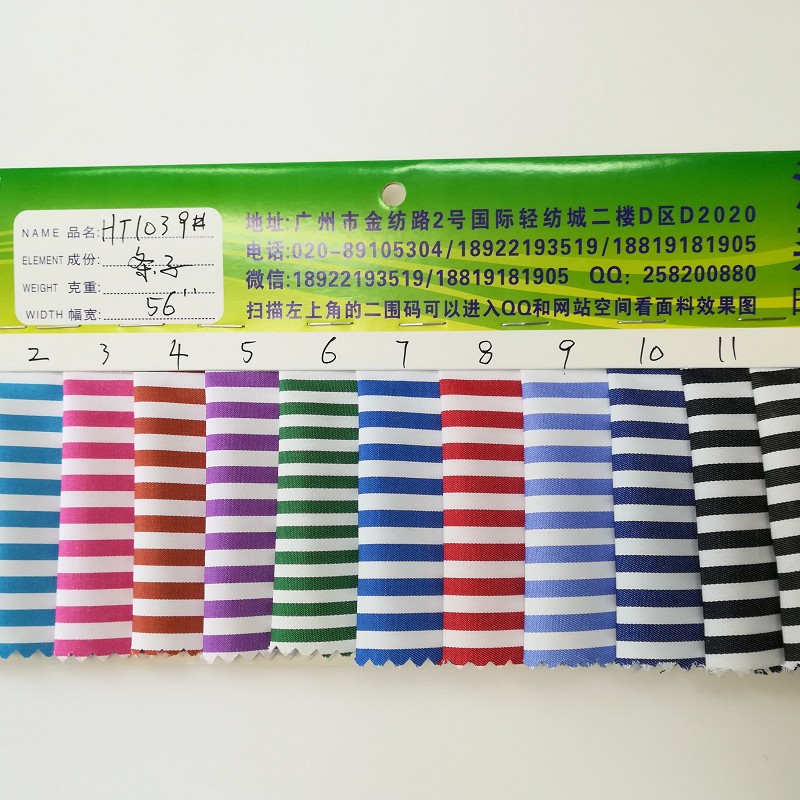 NAME 品名: HT1039#
ELEMENT 成份: 条子
WEIGHT 克重:
WIDTH 幅宽: 56''
地址:广州市金纺路2号国际轻纺城二楼D区D2020
电话:020-89105304/18922193519/18819181905
微信:18922193519/18819181905 QQ: 258200880
扫描左上角的二围码可以进入QQ和网站空间看面料效果图
2 3 4 5 6 7 8 9 10 11